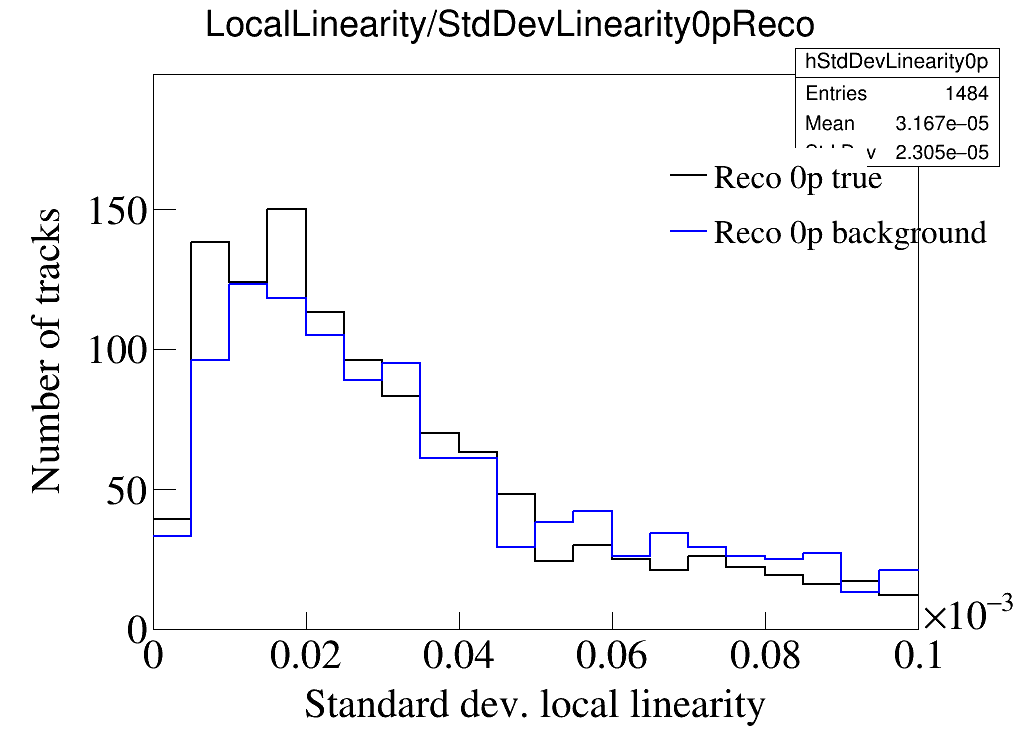 LocalLinearity/StdDevLinearity0pReco
hStdDevLinearity0p
Entries 1484
Mean 3.167e−05
2.305e−05
Reco 0p true
Reco 0p background
Number of tracks
150
100
50
0
0 0.02 0.04 0.06 0.08 0.1
×10⁻³
Standard dev. local linearity